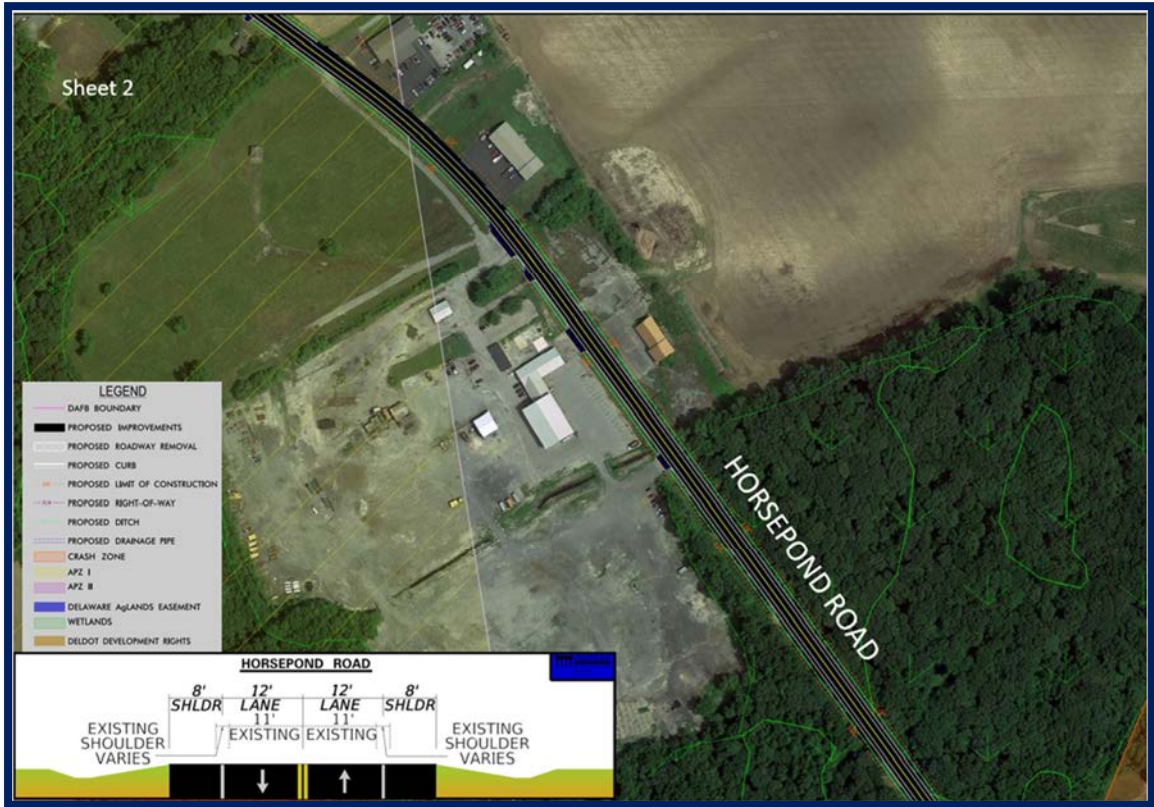 Sheet 2
HORSEPOND ROAD
LEGEND
DAFB BOUNDARY
PROPOSED IMPROVEMENTS
PROPOSED ROADWAY REMOVAL
PROPOSED CURB
PROPOSED LIMIT OF CONSTRUCTION
PROPOSED RIGHT-OF-WAY
PROPOSED DITCH
PROPOSED DRAINAGE PIPE
CRASH ZONE
APZ I
APZ II
DELAWARE AgLANDS EASEMENT
WETLANDS
DELDOT DEVELOPMENT RIGHTS
HORSEPOND ROAD
8' 12' 12' 8'
SHLDR LANE LANE SHLDR
11' 11'
EXISTING EXISTING
EXISTING
SHOULDER
VARIES
EXISTING
SHOULDER
VARIES